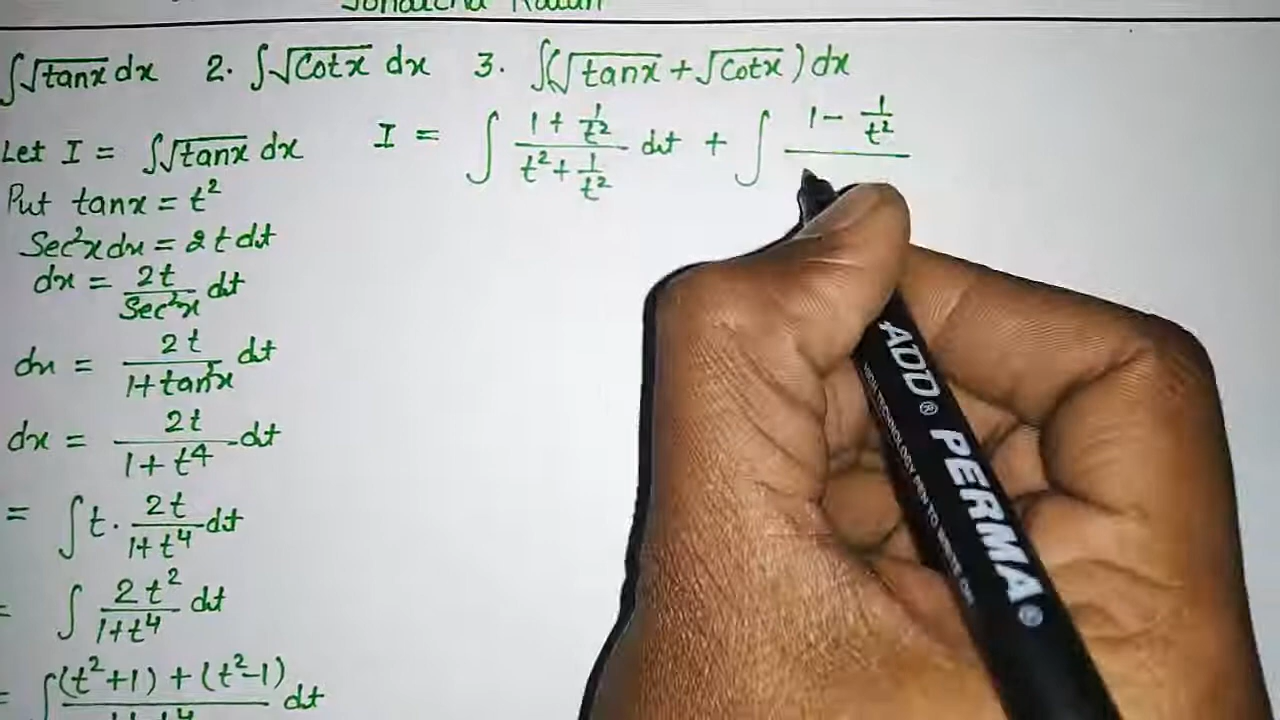 ∫√tanx dx 2. ∫√Cotx dx 3. ∫(√tanx + √Cotx) dx
Let I = ∫√tanx dx
Put tanx = t²
Sec²x dx = 2t dt
dx = 2t/Sec²x dt
dx = 2t/1+tan²x dt
dx = 2t/1+t⁴ dt
= ∫t · 2t/1+t⁴ dt
= ∫ 2t²/1+t⁴ dt
= ∫(t²+1) + (t²-1)/1+t⁴ dt
I = ∫ 1 + 1/t² / t² + 1/t² dt + ∫ 1 - 1/t²
ADD® PERMA®